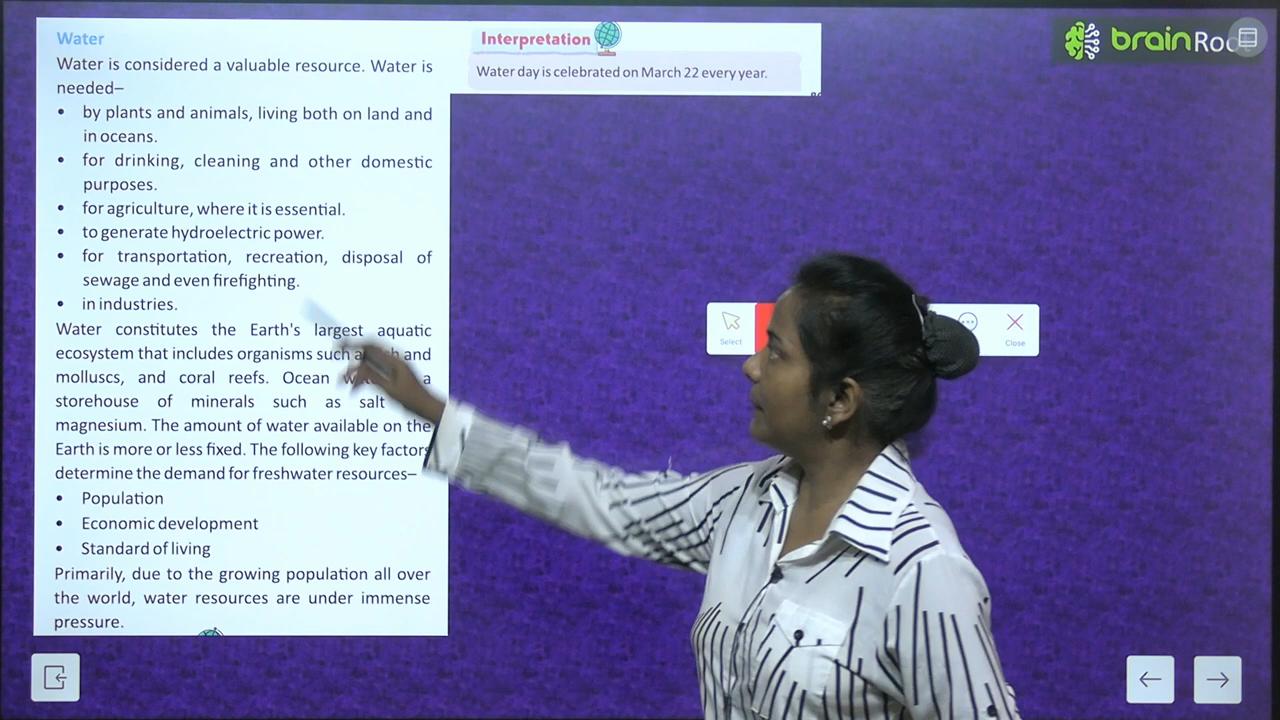 Water
Water is considered a valuable resource. Water is
needed–
• by plants and animals, living both on land and
in oceans.
• for drinking, cleaning and other domestic
purposes.
• for agriculture, where it is essential.
• to generate hydroelectric power.
• for transportation, recreation, disposal of
sewage and even firefighting.
• in industries.
Water constitutes the Earth's largest aquatic
ecosystem that includes organisms such and
molluscs, and coral reefs. Ocean a
storehouse of minerals such as salt
magnesium. The amount of water available on the
Earth is more or less fixed. The following key factors
determine the demand for freshwater resources–
• Population
• Economic development
• Standard of living
Primarily, due to the growing population all over
the world, water resources are under immense
pressure.
Interpretation
Water day is celebrated on March 22 every year.
brain
Select
Close